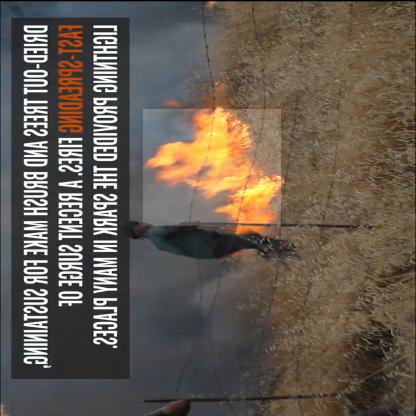 DRIED-OUT TREES AND BRUSH MAKE FOR SUSTAINING,
FAST-SPREADING FIRES. A RECENT SURGE OF
LIGHTNING PROVIDED THE SPARK IN MANY PLACES.